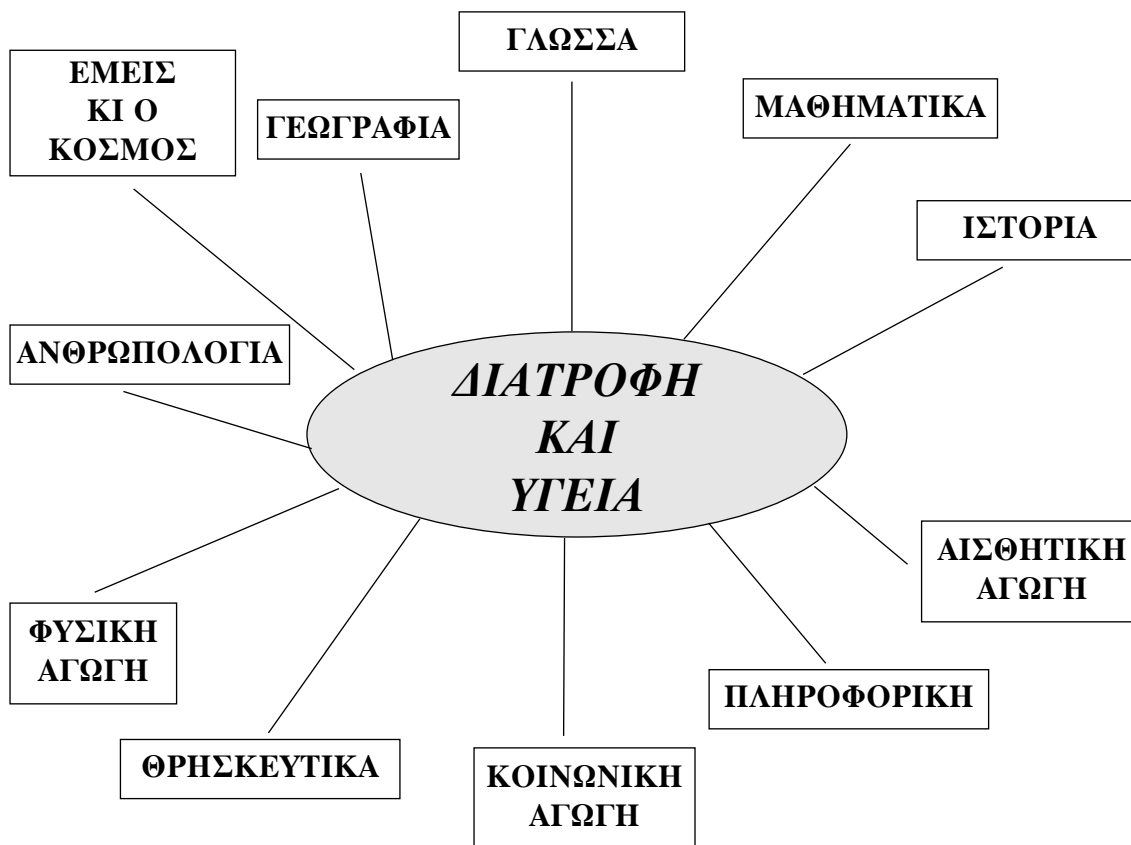 ΓΛΩΣΣΑ
ΕΜΕΙΣ
ΚΙ Ο
ΚΟΣΜΟΣ
ΓΕΩΓΡΑΦΙΑ
ΜΑΘΗΜΑΤΙΚΑ
ΙΣΤΟΡΙΑ
ΑΝΘΡΩΠΟΛΟΓΙΑ
ΔΙΑΤΡΟΦΗ
ΚΑΙ
ΥΓΕΙΑ
ΑΙΣΘΗΤΙΚΗ
ΑΓΩΓΗ
ΦΥΣΙΚΗ
ΑΓΩΓΗ
ΠΛΗΡΟΦΟΡΙΚΗ
ΘΡΗΣΚΕΥΤΙΚΑ
ΚΟΙΝΩΝΙΚΗ
ΑΓΩΓΗ